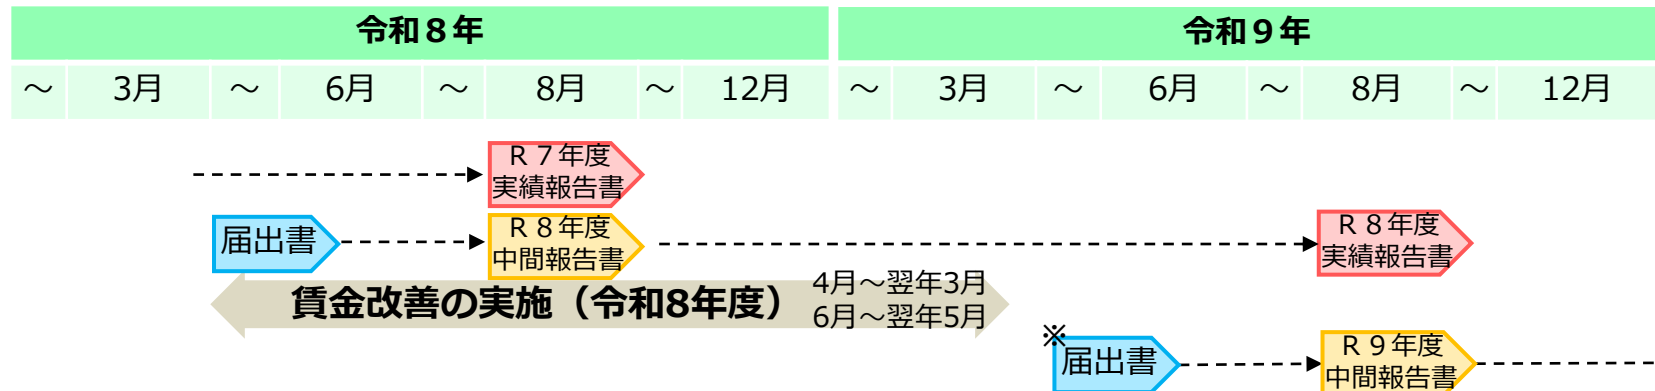 令和８年 令和９年
～ 3月 ～ 6月 ～ 8月 ～ 12月 ～ 3月 ～ 6月 ～ 8月 ～ 12月
Ｒ７年度
実績報告書
届出書
Ｒ８年度
中間報告書
Ｒ８年度
実績報告書
賃金改善の実施（令和8年度）
4月～翌年3月
6月～翌年5月
※
届出書
Ｒ９年度
中間報告書